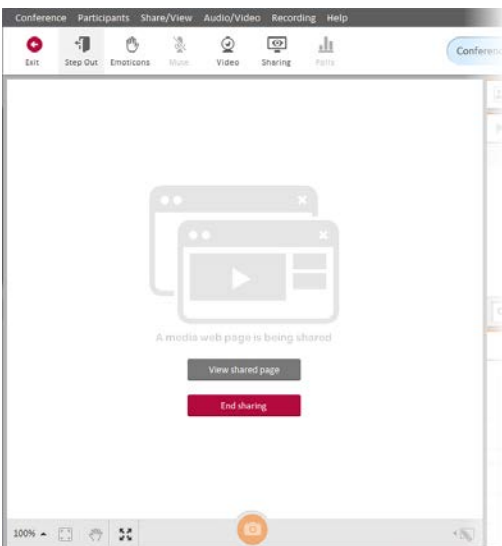 Conference Participants Share/View Audio/Video Recording Help
Exit Step Out Emoticons Mute Video Sharing Polls
Conference
A media web page is being shared
View shared page
End sharing
100%